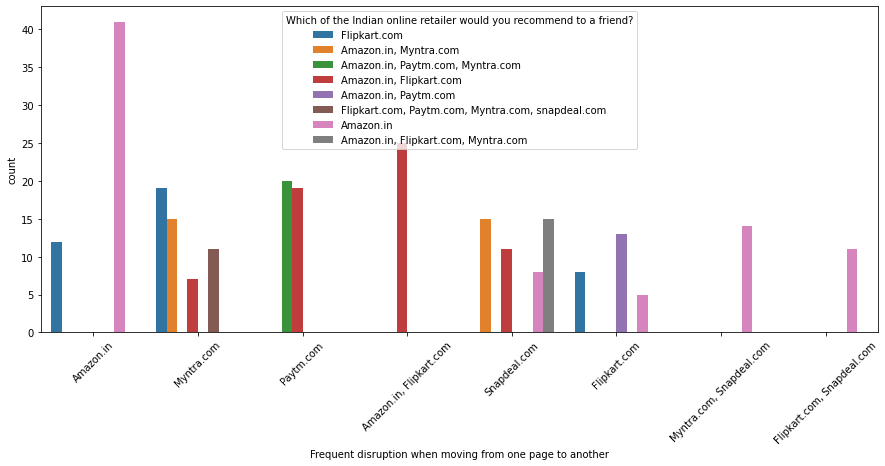 Which of the Indian online retailer would you recommend to a friend?
Flipkart.com
Amazon.in, Myntra.com
Amazon.in, Paytm.com, Myntra.com
Amazon.in, Flipkart.com
Amazon.in, Paytm.com
Flipkart.com, Paytm.com, Myntra.com, snapdeal.com
Amazon.in
Amazon.in, Flipkart.com, Myntra.com
count
40
35
30
25
20
15
10
5
0
Amazon.in
Myntra.com
Paytm.com
Amazon.in, Flipkart.com
Snapdeal.com
Flipkart.com
Myntra.com, Snapdeal.com
Flipkart.com, Snapdeal.com
Frequent disruption when moving from one page to another